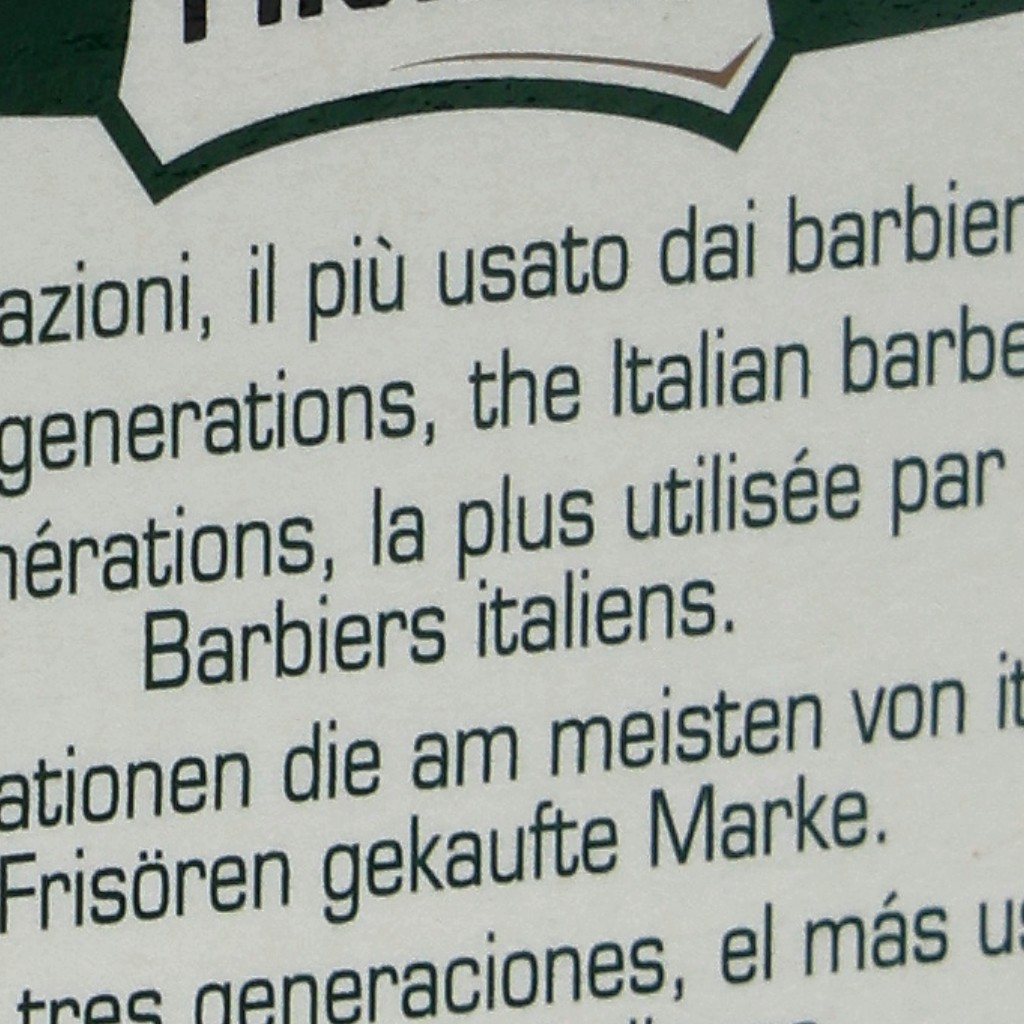 azioni, il più usato dai barbier
generations, the Italian barbe
nérations, la plus utilisée par
Barbiers italiens.
ationen die am meisten von it
Frisören gekaufte Marke.
tres generaciones, el más us